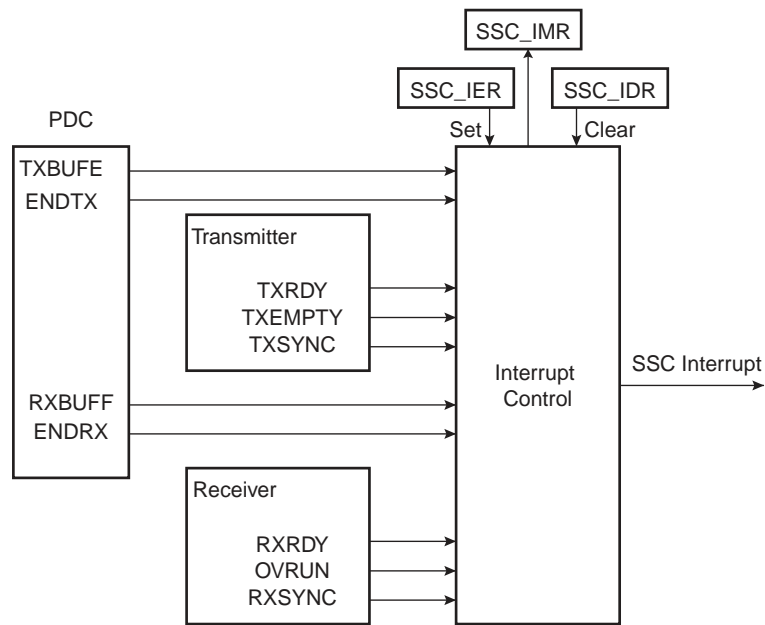 SSC_IMR
SSC_IER
SSC_IDR
PDC
Set
Clear
TXBUFE
ENDTX
Transmitter
TXRDY
TXEMPTY
TXSYNC
SSC Interrupt
Interrupt
Control
RXBUFF
ENDRX
Receiver
RXRDY
OVRUN
RXSYNC